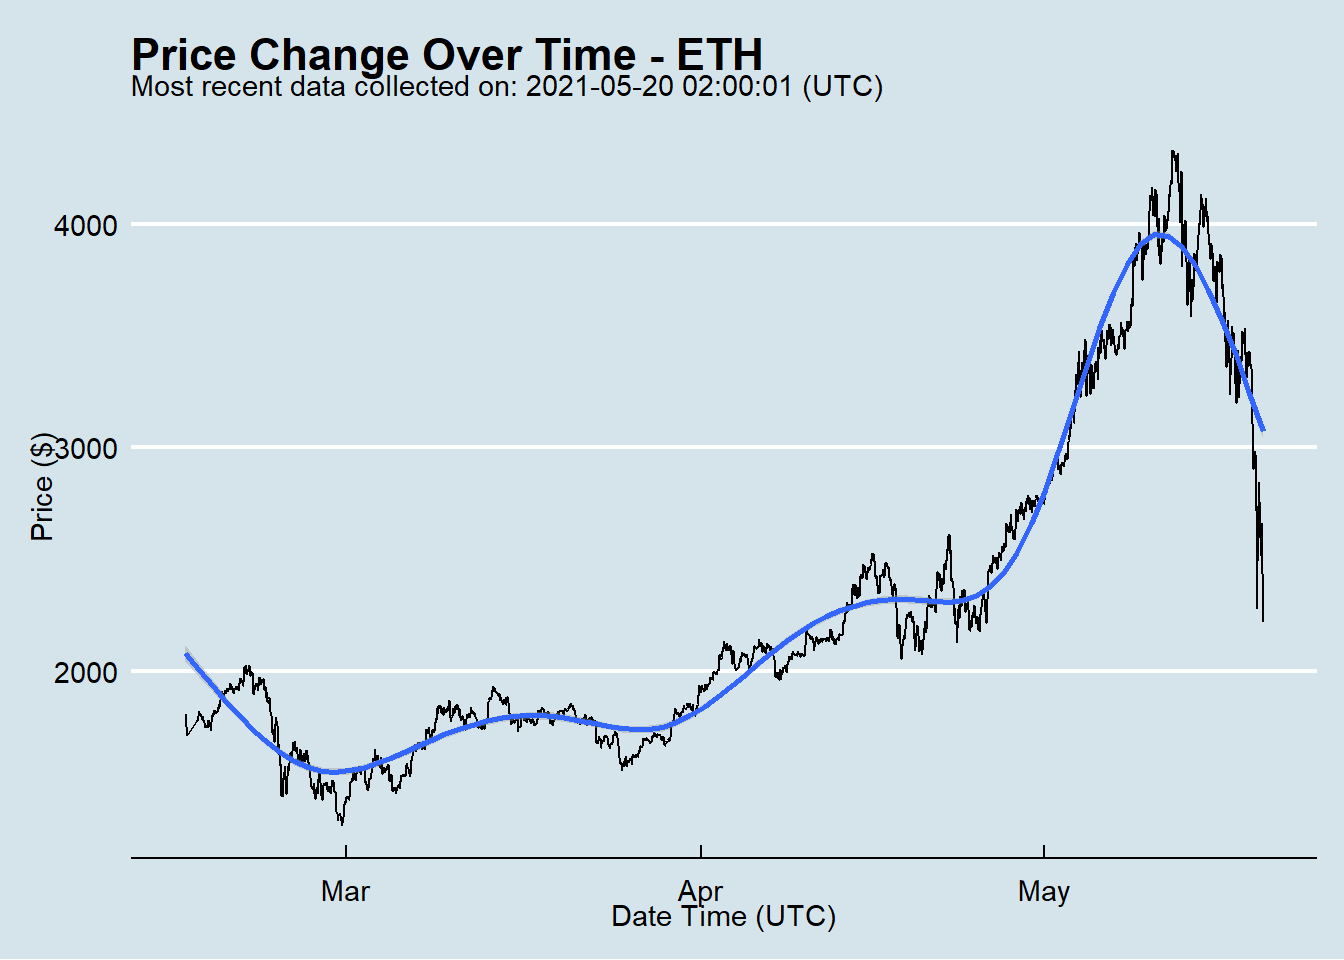 Price Change Over Time - ETH
Most recent data collected on: 2021-05-20 02:00:01 (UTC)
4000
3000
2000
Price ($)
Mar
Apr
May
Date Time (UTC)